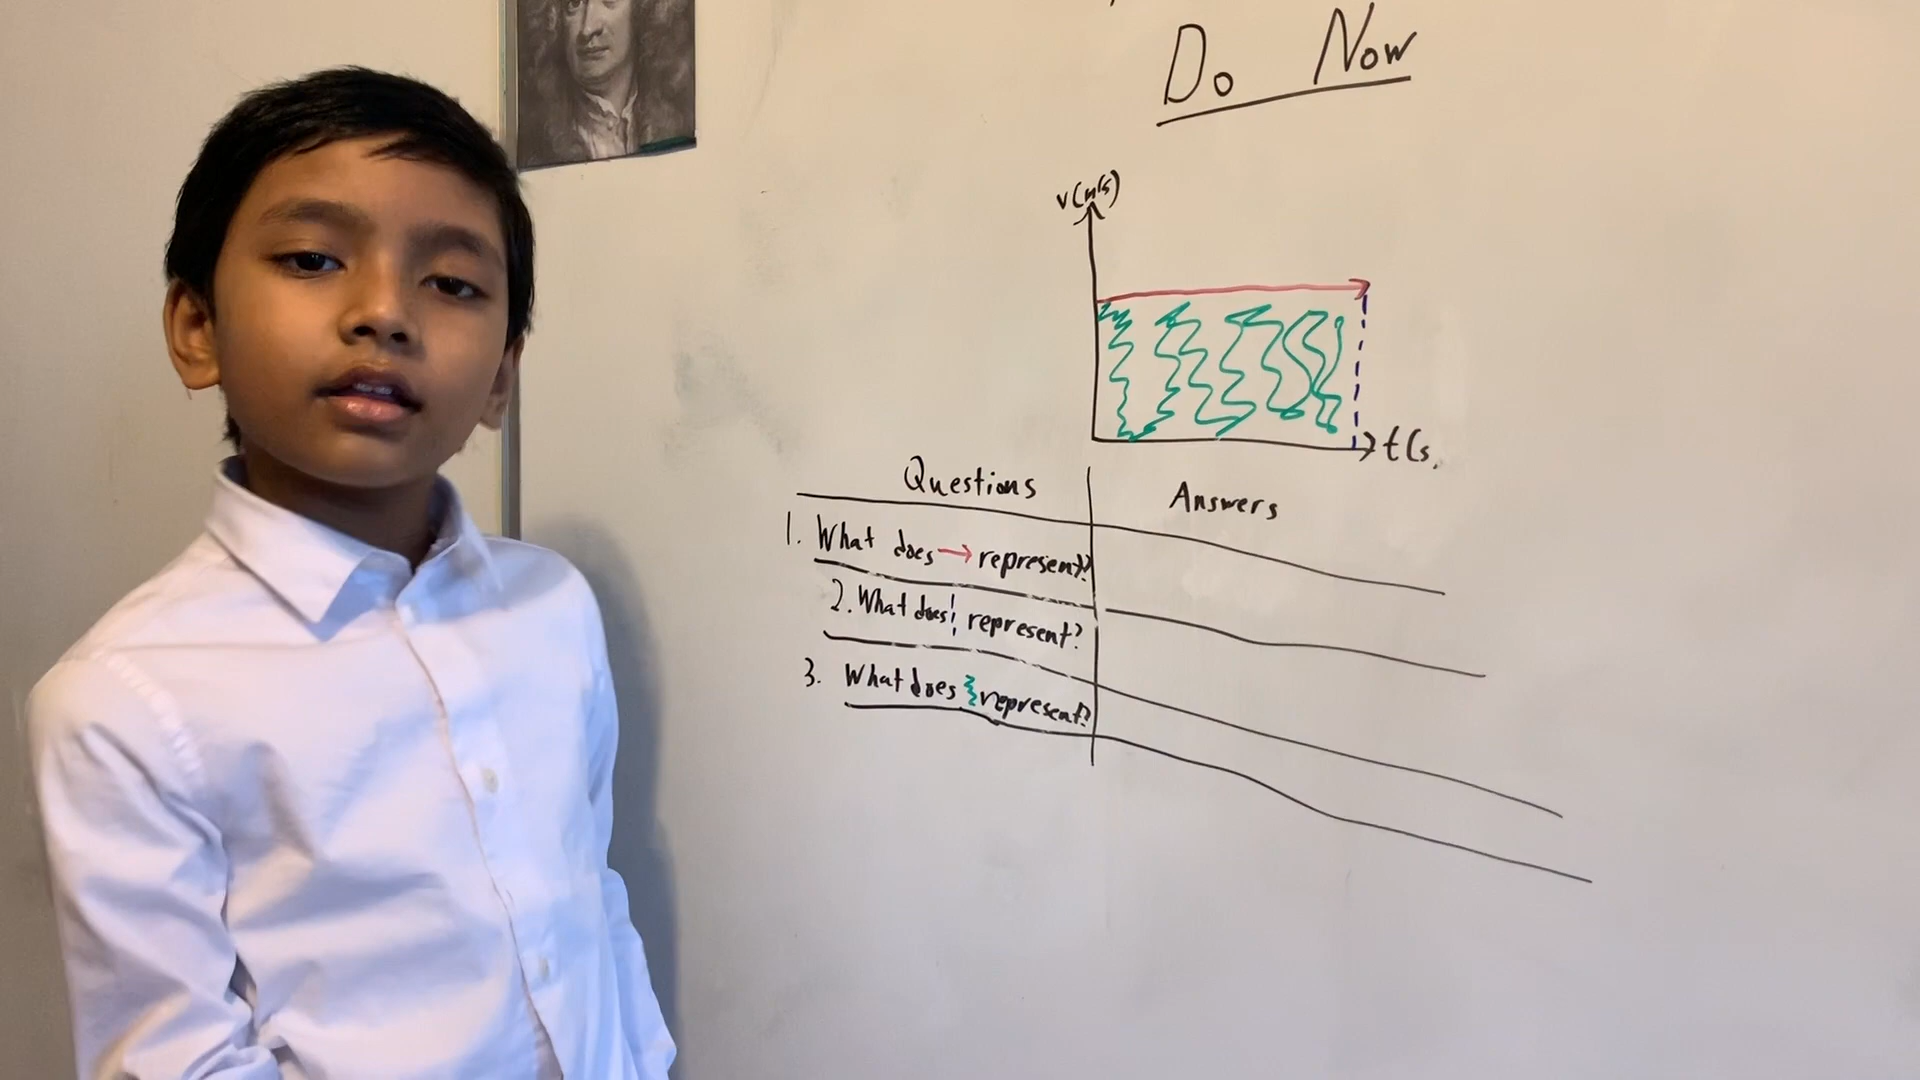 Do Now
v(m/s)
t(s.
Questions Answers
1. What does → represent?
2. What does ¦ represent?
3. What does represent?